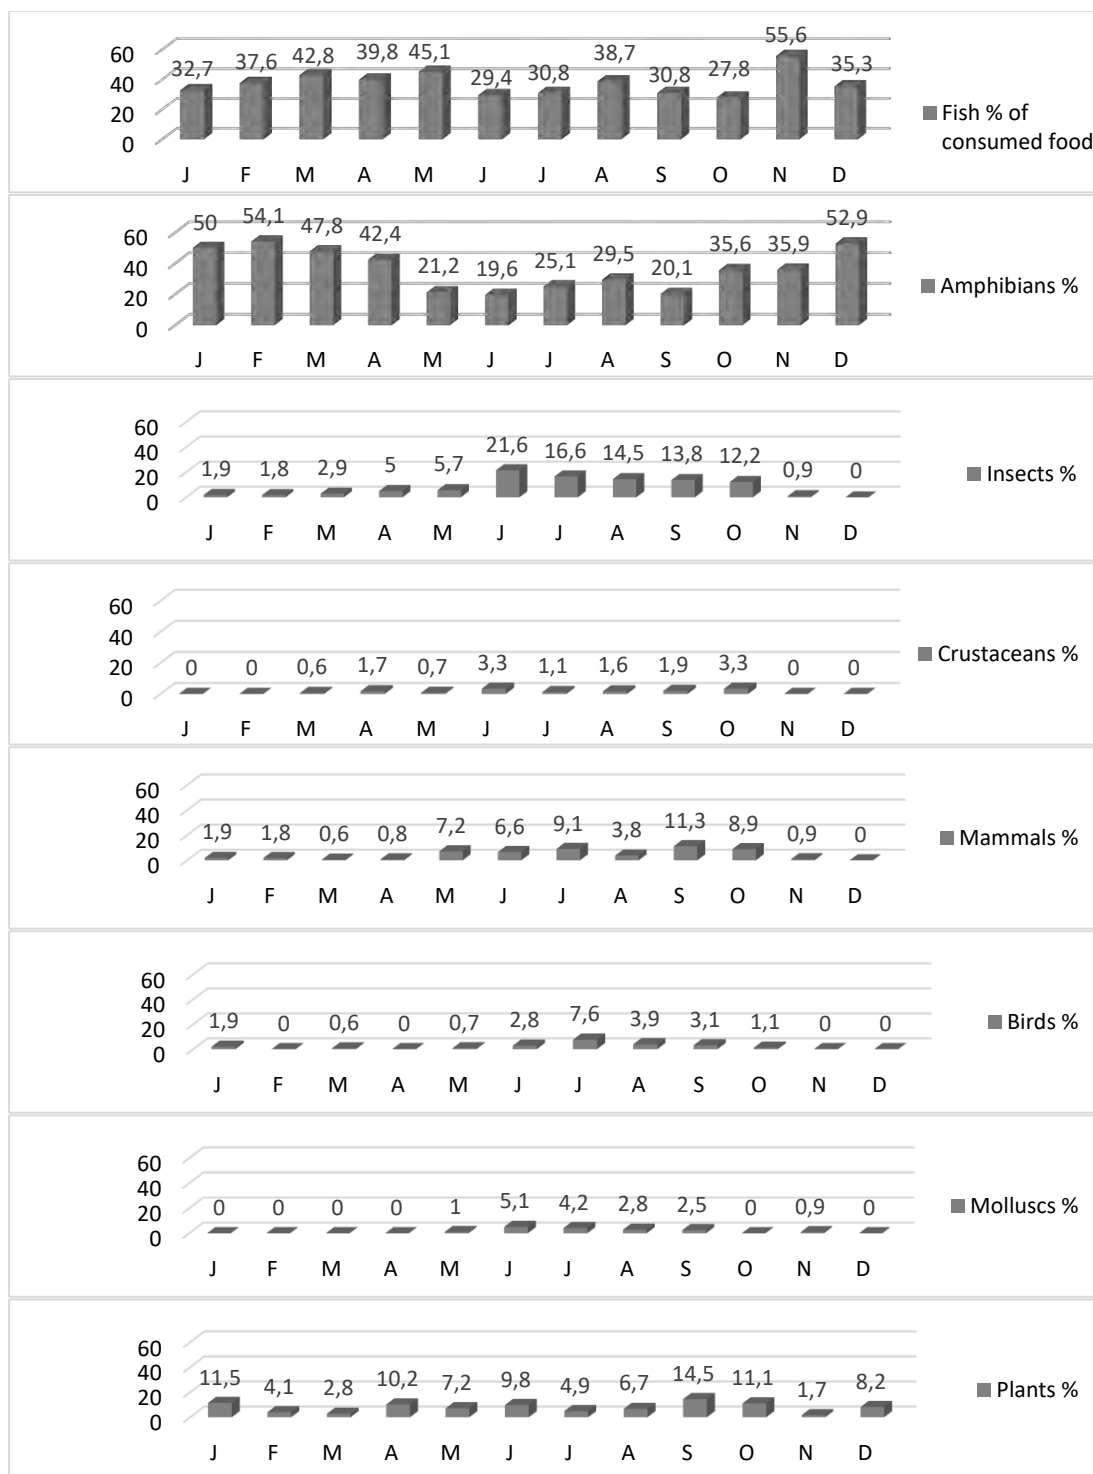 60
40
20
0
32,7 37,6 42,8 39,8 45,1 29,4 30,8 38,7 30,8 27,8 55,6 35,3
J F M A M J J A S O N D
Fish % of
consumed food
60
40
20
0
50 54,1 47,8 42,4 21,2 19,6 25,1 29,5 20,1 35,6 35,9 52,9
J F M A M J J A S O N D
Amphibians %
60
40
20
0
1,9 1,8 2,9 5 5,7 21,6 16,6 14,5 13,8 12,2 0,9 0
J F M A M J J A S O N D
Insects %
60
40
20
0
0 0 0,6 1,7 0,7 3,3 1,1 1,6 1,9 3,3 0 0
J F M A M J J A S O N D
Crustaceans %
60
40
20
0
1,9 1,8 0,6 0,8 7,2 6,6 9,1 3,8 11,3 8,9 0,9 0
J F M A M J J A S O N D
Mammals %
60
40
20
0
1,9 0 0,6 0 0,7 2,8 7,6 3,9 3,1 1,1 0 0
J F M A M J J A S O N D
Birds %
60
40
20
0
0 0 0 0 1 5,1 4,2 2,8 2,5 0 0,9 0
J F M A M J J A S O N D
Molluscs %
60
40
20
0
11,5 4,1 2,8 10,2 7,2 9,8 4,9 6,7 14,5 11,1 1,7 8,2
J F M A M J J A S O N D
Plants %